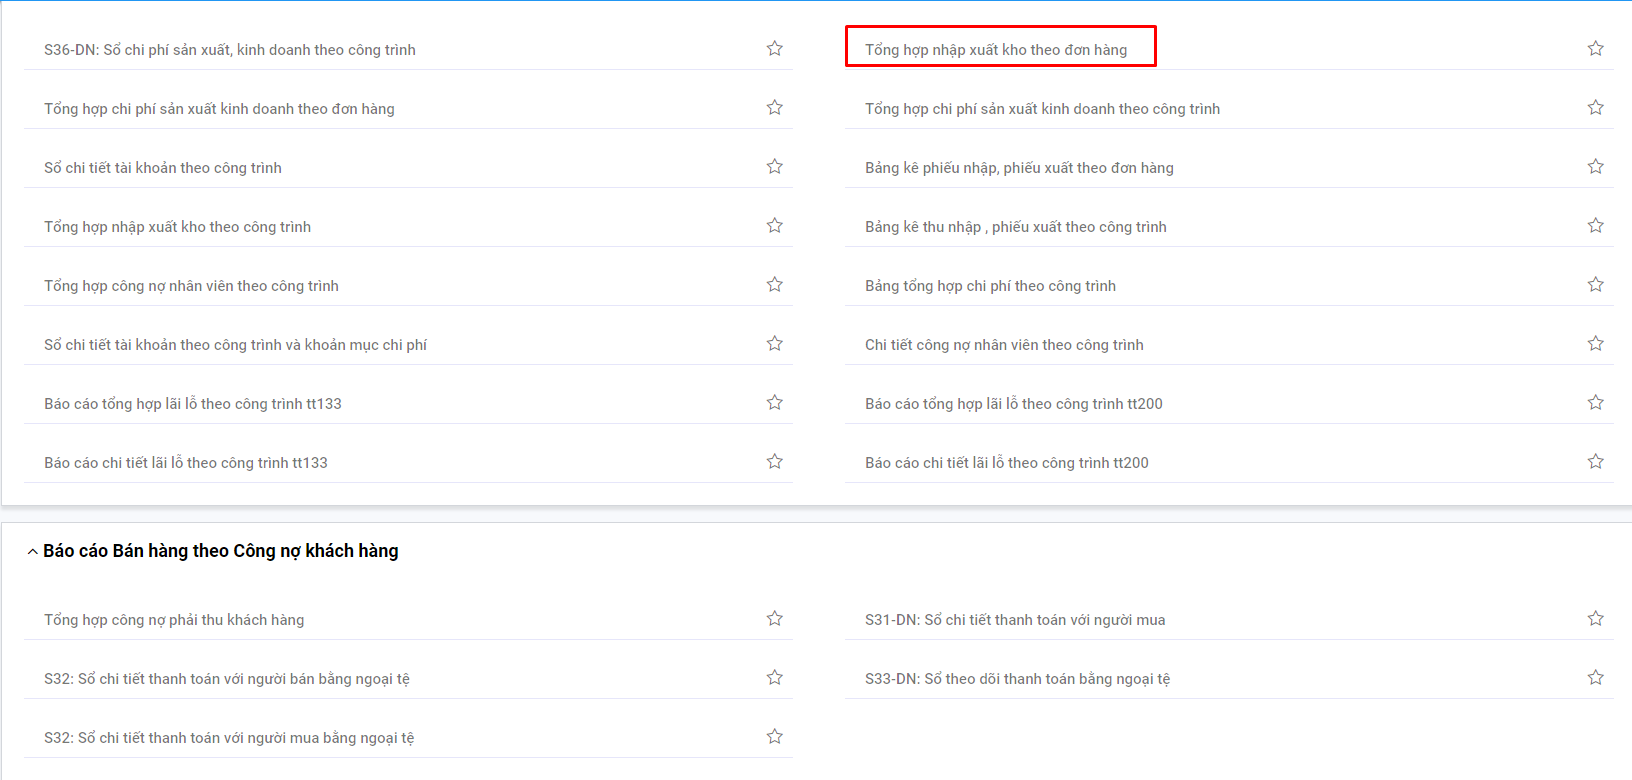 S36-DN: Sổ chi phí sản xuất, kinh doanh theo công trình
Tổng hợp nhập xuất kho theo đơn hàng
Tổng hợp chi phí sản xuất kinh doanh theo đơn hàng
Tổng hợp chi phí sản xuất kinh doanh theo công trình
Sổ chi tiết tài khoản theo công trình
Bảng kê phiếu nhập, phiếu xuất theo đơn hàng
Tổng hợp nhập xuất kho theo công trình
Bảng kê thu nhập , phiếu xuất theo công trình
Tổng hợp công nợ nhân viên theo công trình
Bảng tổng hợp chi phí theo công trình
Sổ chi tiết tài khoản theo công trình và khoản mục chi phí
Chi tiết công nợ nhân viên theo công trình
Báo cáo tổng hợp lãi lỗ theo công trình tt133
Báo cáo tổng hợp lãi lỗ theo công trình tt200
Báo cáo chi tiết lãi lỗ theo công trình tt133
Báo cáo chi tiết lãi lỗ theo công trình tt200
Báo cáo Bán hàng theo Công nợ khách hàng
Tổng hợp công nợ phải thu khách hàng
S31-DN: Sổ chi tiết thanh toán với người mua
S32: Sổ chi tiết thanh toán với người bán bằng ngoại tệ
S33-DN: Sổ theo dõi thanh toán bằng ngoại tệ
S32: Sổ chi tiết thanh toán với người mua bằng ngoại tệ